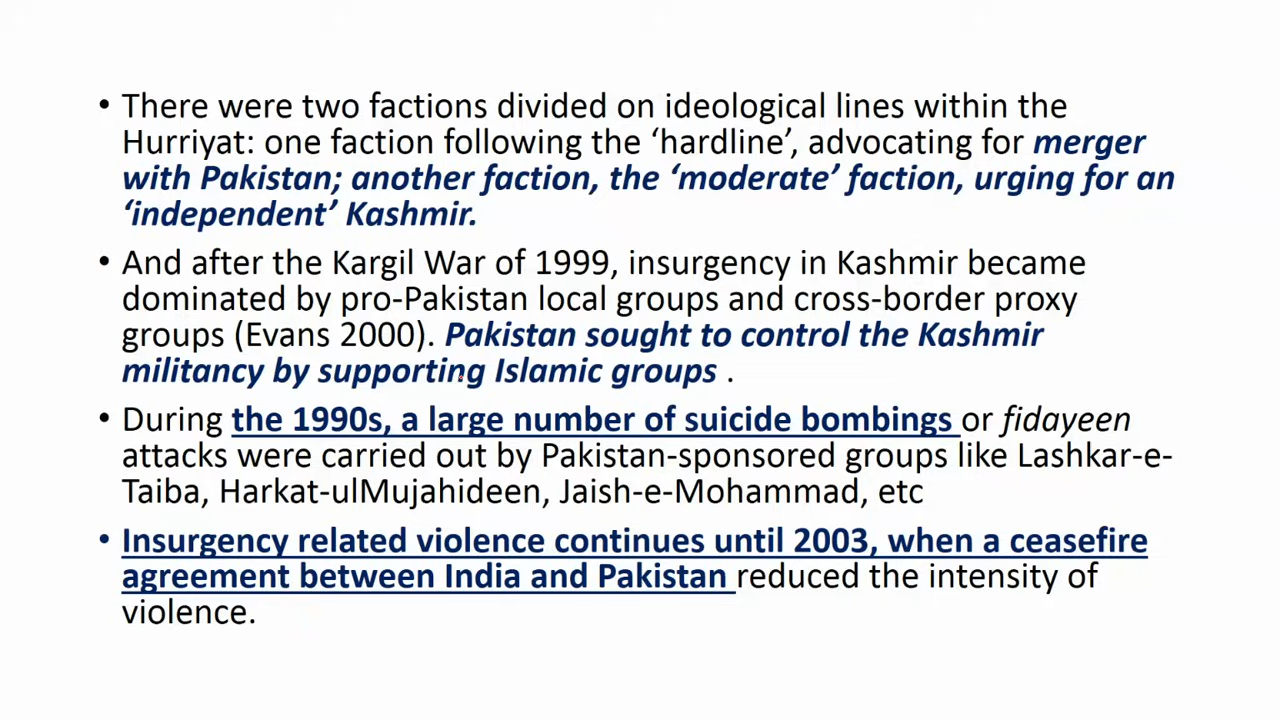 • There were two factions divided on ideological lines within the
Hurriyat: one faction following the ‘hardline’, advocating for merger
with Pakistan; another faction, the ‘moderate’ faction, urging for an
‘independent’ Kashmir.
• And after the Kargil War of 1999, insurgency in Kashmir became
dominated by pro-Pakistan local groups and cross-border proxy
groups (Evans 2000). Pakistan sought to control the Kashmir
militancy by supporting Islamic groups .
• During the 1990s, a large number of suicide bombings or fidayeen
attacks were carried out by Pakistan-sponsored groups like Lashkar-e-
Taiba, Harkat-ulMujahideen, Jaish-e-Mohammad, etc
• Insurgency related violence continues until 2003, when a ceasefire
agreement between India and Pakistan reduced the intensity of
violence.